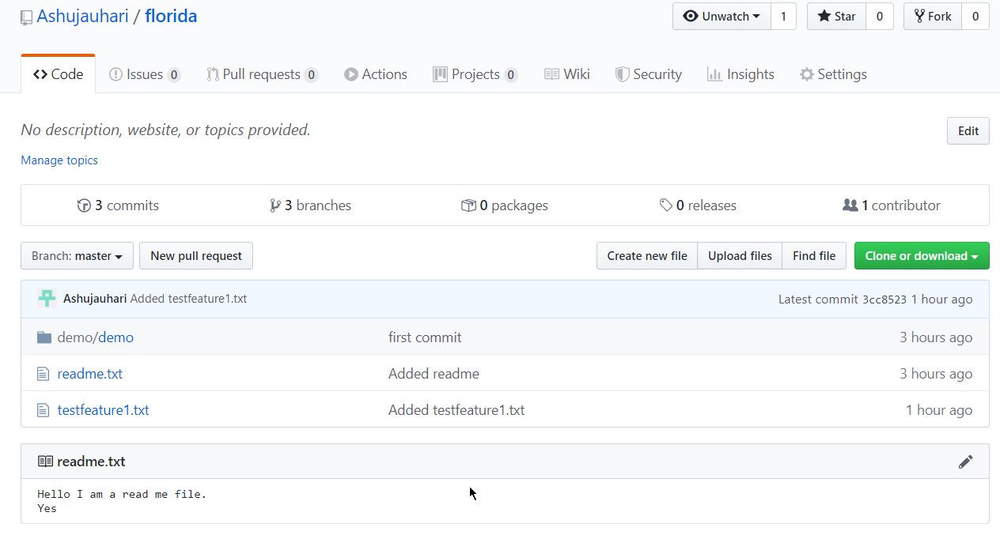 Ashujauhari / florida
Unwatch 1 Star 0 Fork 0
Code Issues 0 Pull requests 0 Actions Projects 0 Wiki Security Insights Settings
No description, website, or topics provided. Edit
Manage topics
3 commits 3 branches 0 packages 0 releases 1 contributor
Branch: master New pull request Create new file Upload files Find file Clone or download
Ashujauhari Added testfeature1.txt Latest commit 3cc8523 1 hour ago
demo/demo first commit 3 hours ago
readme.txt Added readme 3 hours ago
testfeature1.txt Added testfeature1.txt 1 hour ago
readme.txt
Hello I am a read me file.
Yes